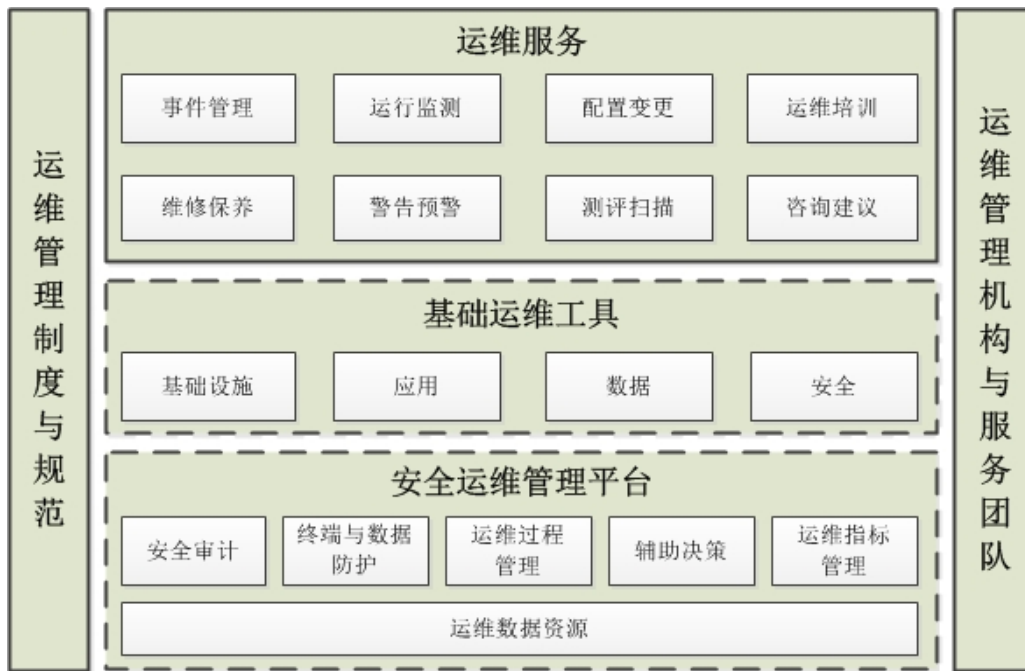 运维管理制度与规范
运维服务
事件管理
运行监测
配置变更
运维培训
维修保养
警告预警
测评扫描
咨询建议
基础运维工具
基础设施
应用
数据
安全
安全运维管理平台
安全审计
终端与数据
防护
运维过程
管理
辅助决策
运维指标
管理
运维数据资源
运维管理机构与服务团队